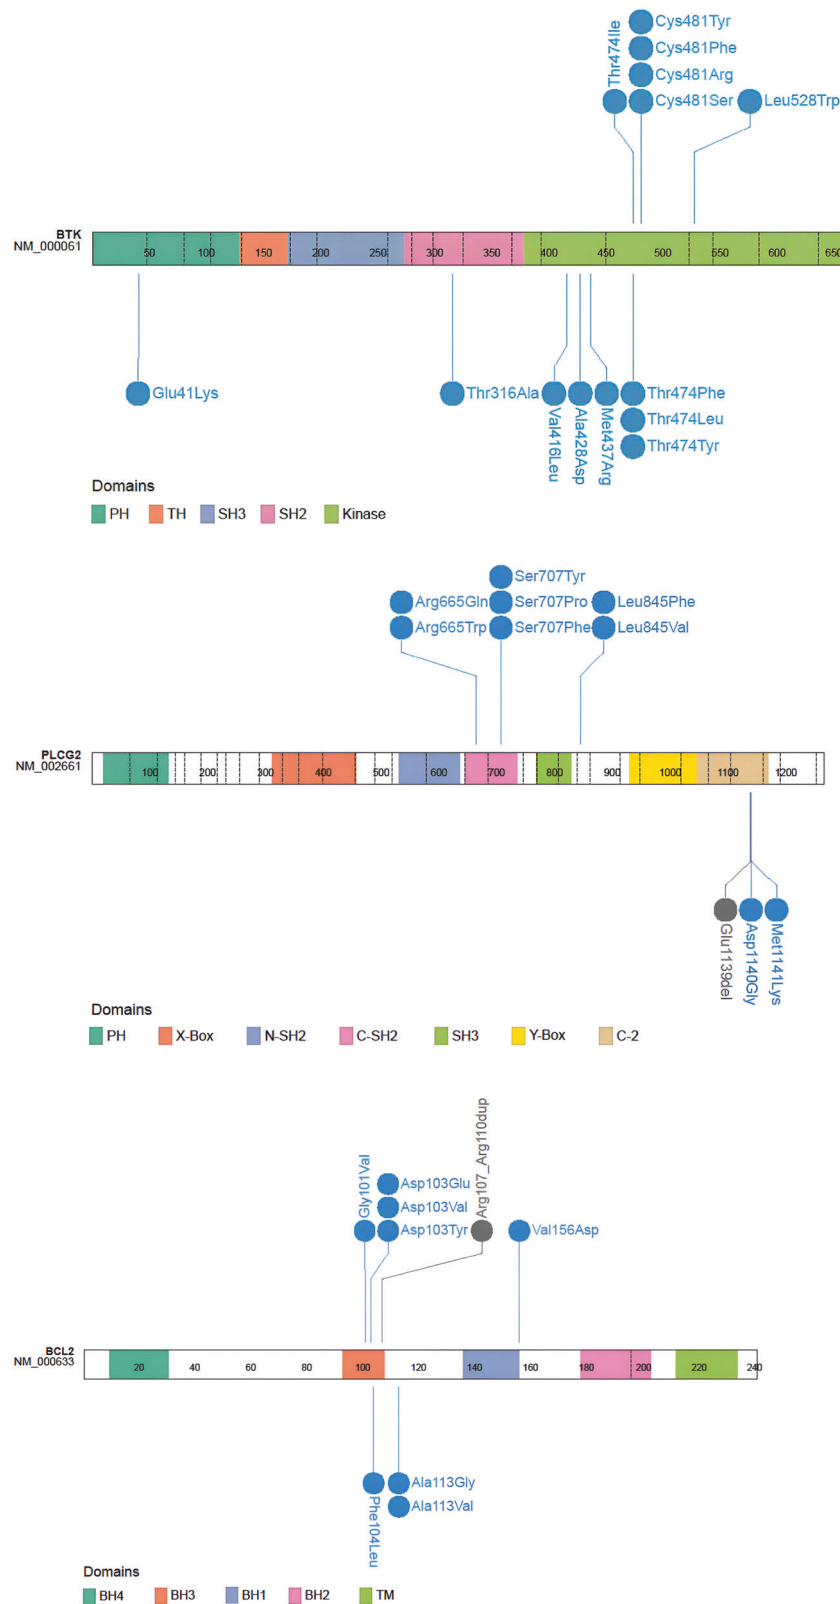 Cys481Tyr
Cys481Phe
Cys481Arg
Thr474Ile
Cys481Ser
Leu528Trp
BTK
NM_000061
50 100 150 200 250 300 350 400 450 500 550 600 650
Glu41Lys
Thr316Ala
Val416Leu
Ala428Asp
Met437Arg
Thr474Phe
Thr474Leu
Thr474Tyr
Domains
PH TH SH3 SH2 Kinase
Ser707Tyr
Arg665Gln Ser707Pro Leu845Phe
Arg665Trp Ser707Phe Leu845Val
PLCG2
NM_002661
100 200 300 400 500 600 700 800 900 1000 1100 1200
Glu1139del
Asp1140Gly
Met1141Lys
Domains
PH X-Box N-SH2 C-SH2 SH3 Y-Box C-2
Gly101Val
Asp103Glu
Asp103Val
Asp103Tyr
Arg107_Arg110dup
Val156Asp
BCL2
NM_000633
20 40 60 80 100 120 140 160 180 200 220 240
Phe104Leu
Ala113Gly
Ala113Val
Domains
BH4 BH3 BH1 BH2 TM